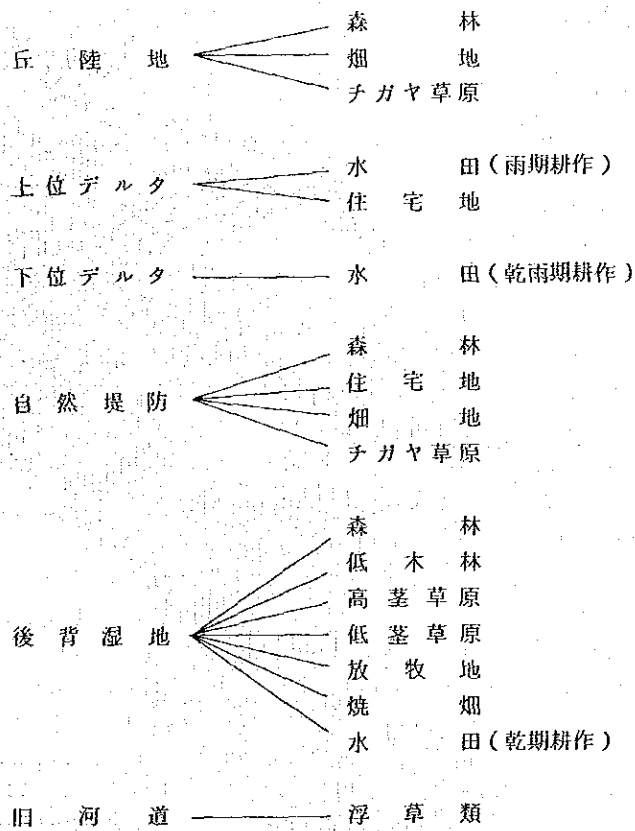 森林
丘陸地 畑地
チガヤ草原
水田(雨期耕作)
上位デルタ
住宅地
下位デルタ 水田(乾雨期耕作)
森林
住宅地
自然堤防
畑地
チガヤ草原
森林
低木林
高茎草原
後背湿地 低茎草原
放牧地
焼畑
水田(乾期耕作)
旧河道 浮草類